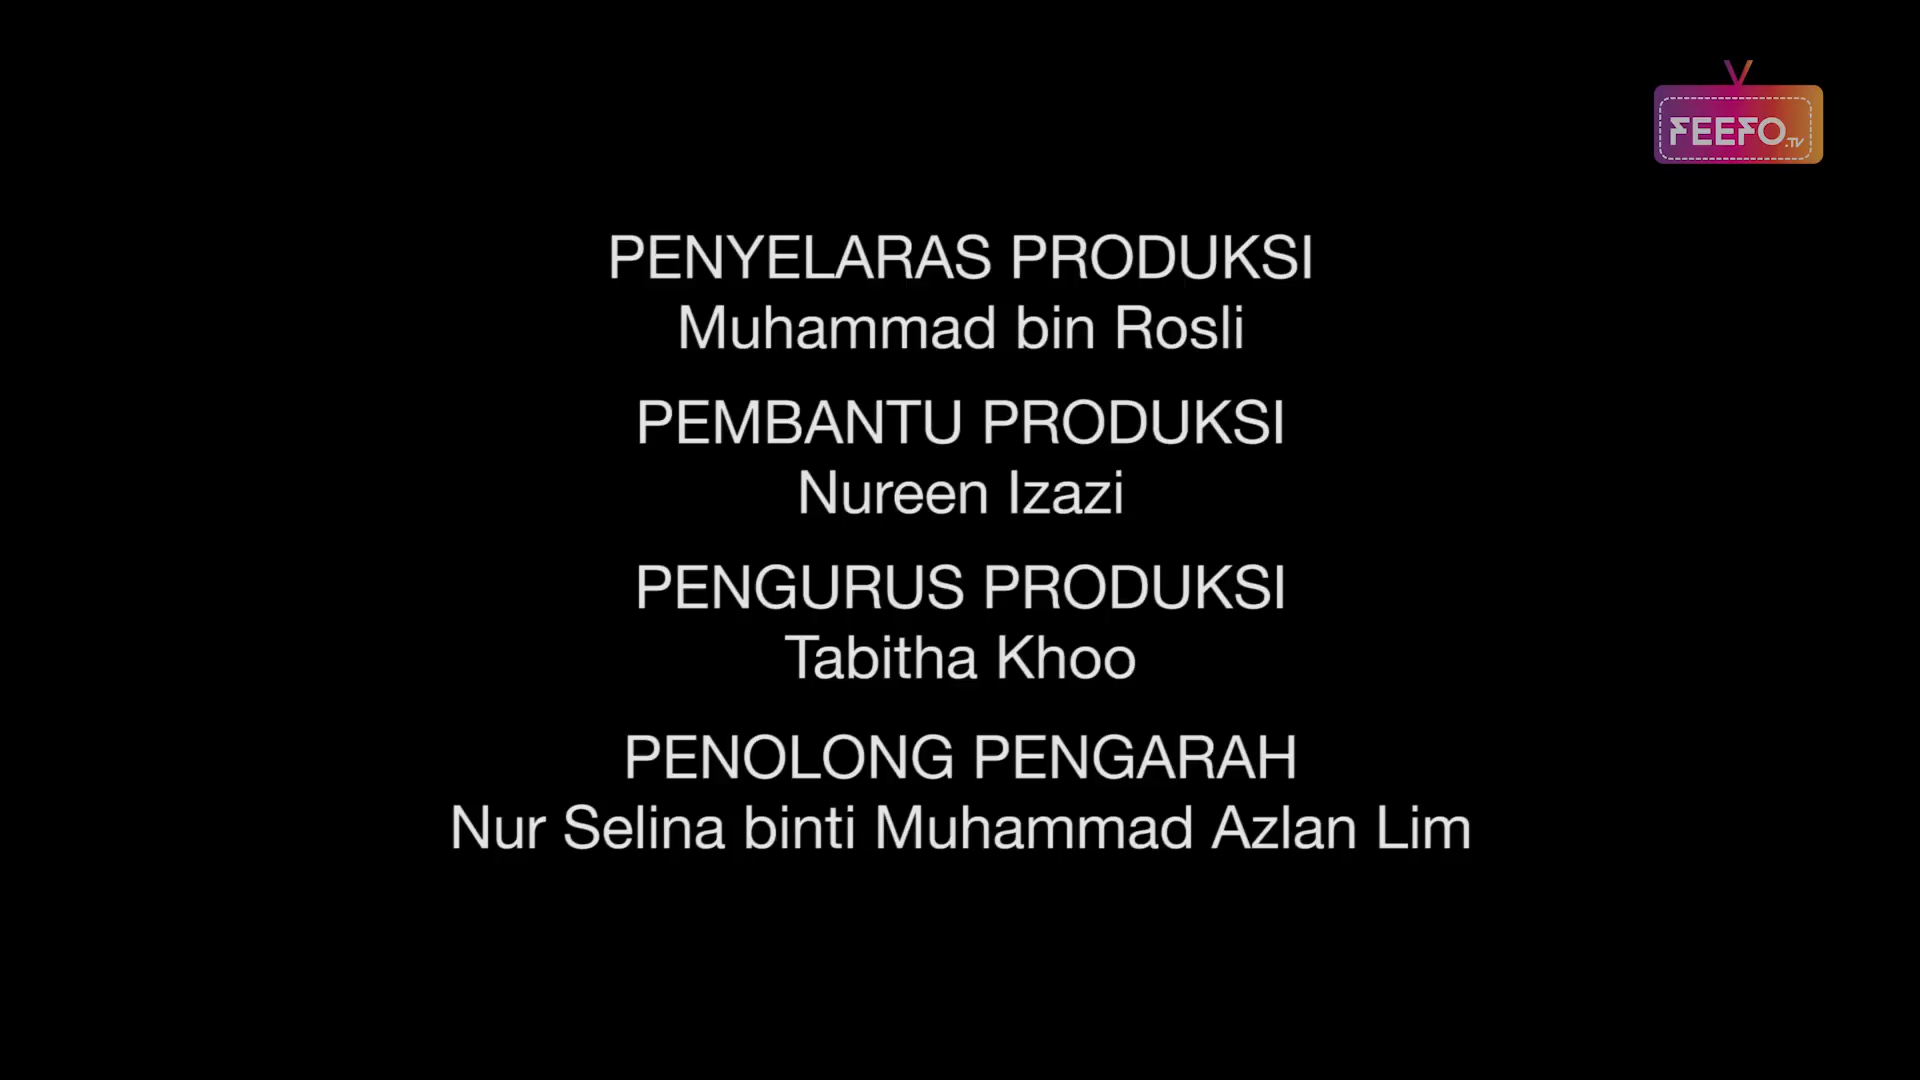 FEEFO.TV
PENYELARAS PRODUKSI
Muhammad bin Rosli
PEMBANTU PRODUKSI
Nureen Izazi
PENGURUS PRODUKSI
Tabitha Khoo
PENOLONG PENGARAH
Nur Selina binti Muhammad Azlan Lim